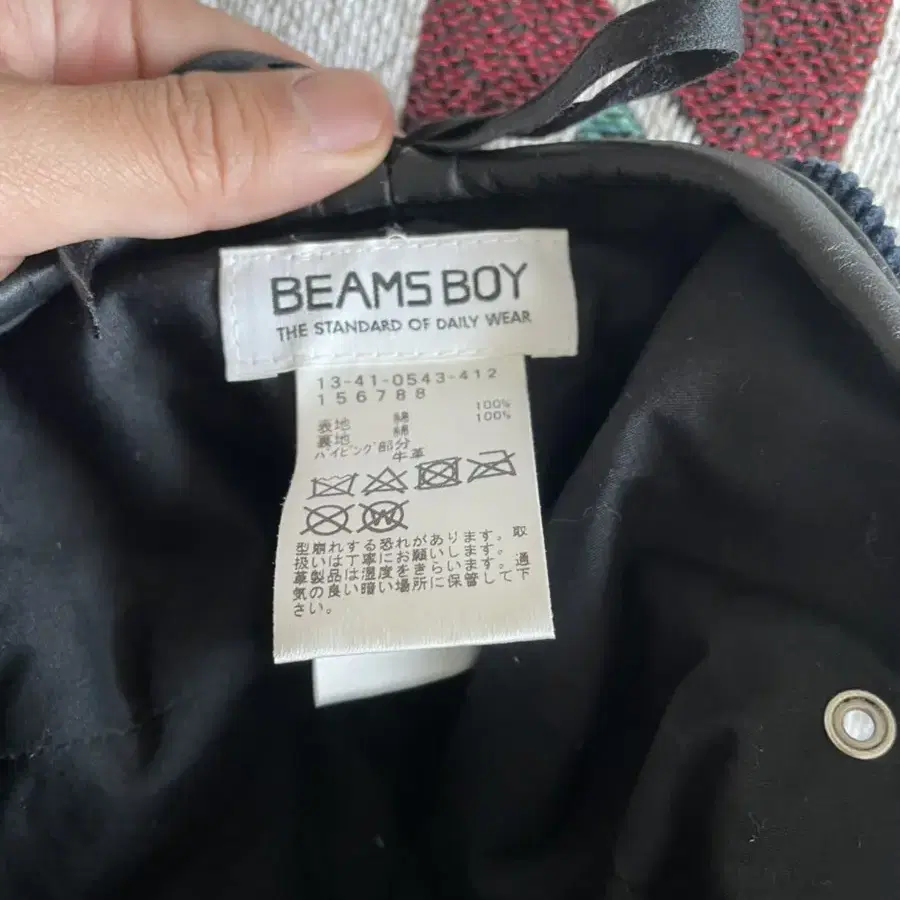 BEAMS BOY
THE STANDARD OF DAILY WEAR
13-41-0543-412
156788
表地 綿 100%
裏地 綿 100%
パイピング部分 牛革
W
型崩れする恐れがあります。取
扱いは丁寧にお願いします。
革製品は湿度をきらいます。通
気の良い暗い場所に保管して下
さい。